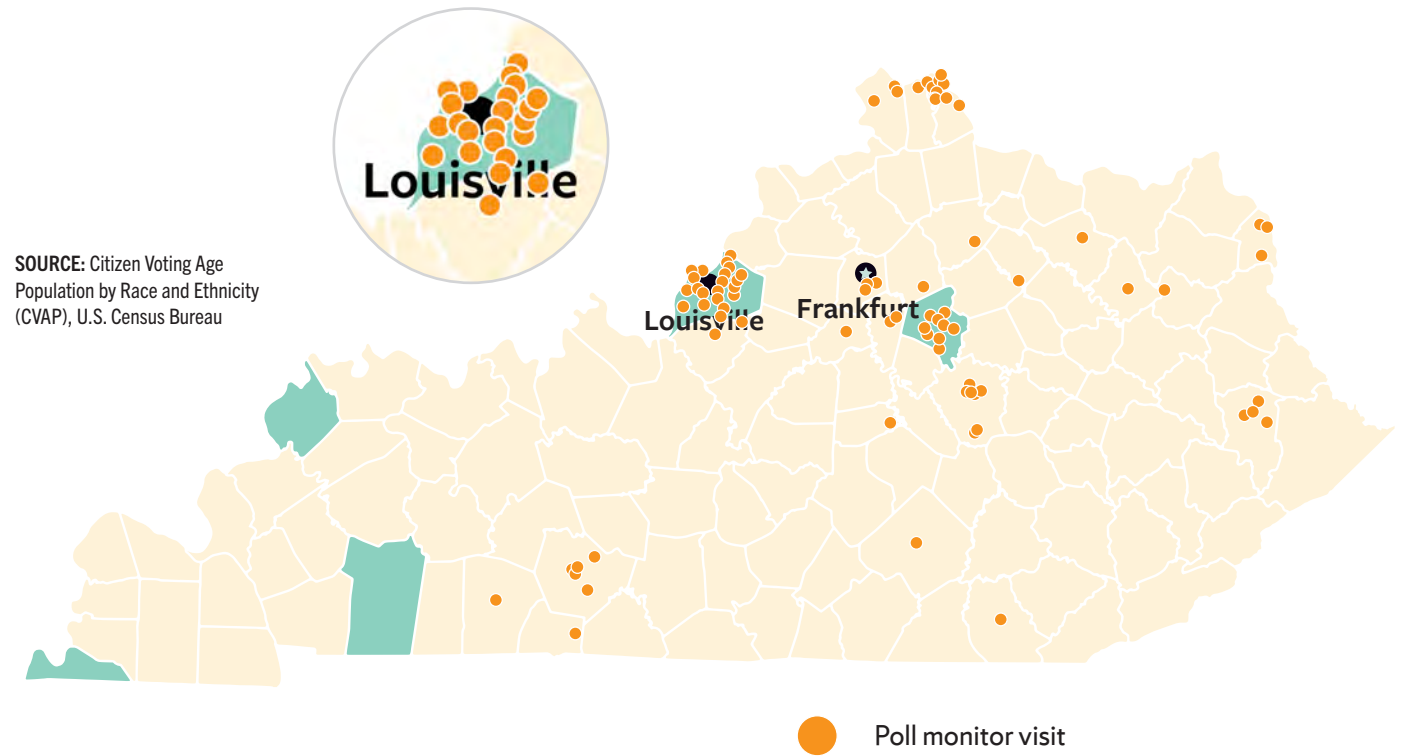 Louisville
SOURCE: Citizen Voting Age
Population by Race and Ethnicity
(CVAP), U.S. Census Bureau
Louisville
Frankfurt
Poll monitor visit